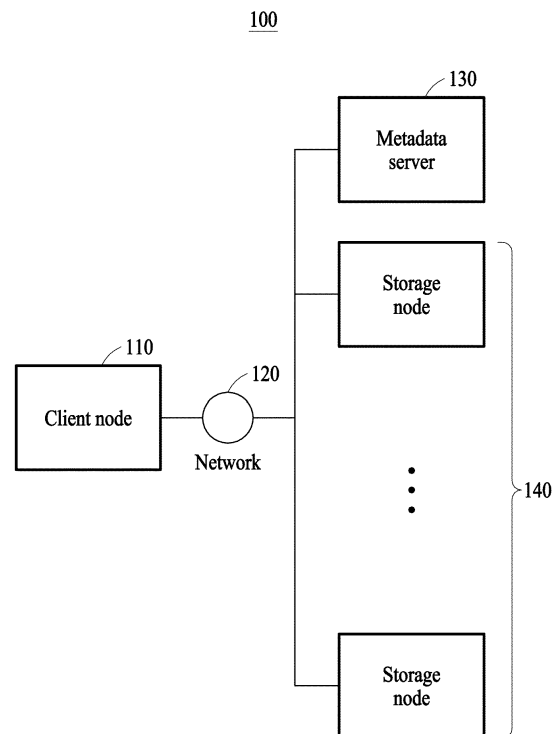 100
130
Metadata
server
Storage
node
110
120
Client node
Network
140
Storage
node